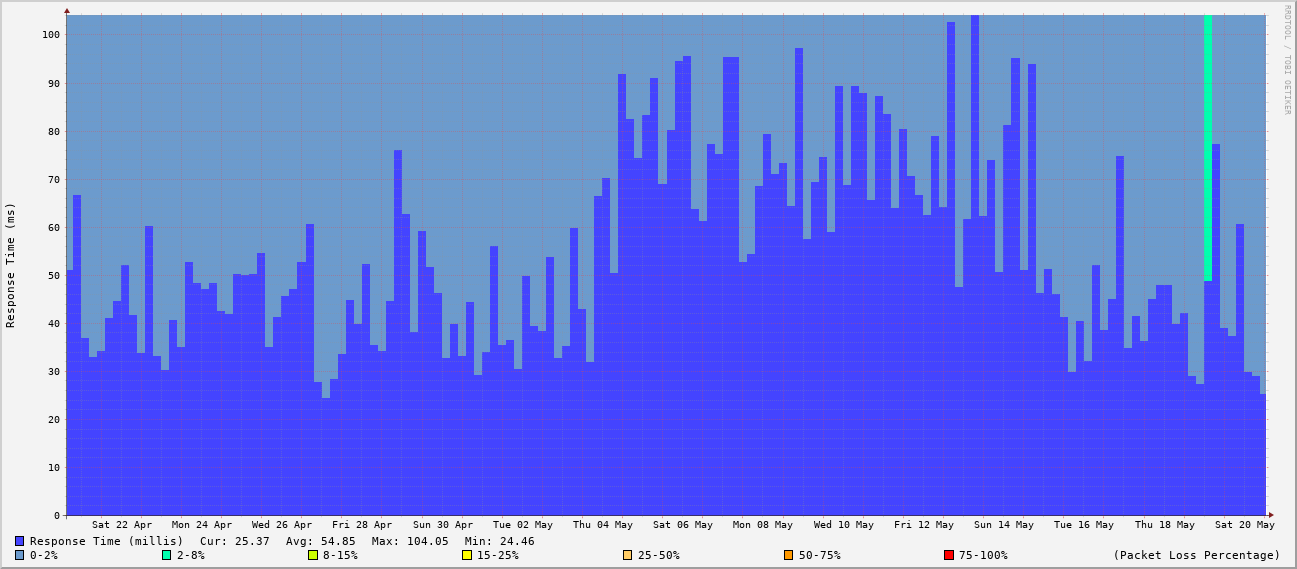 RRDTOOL / TOBI OETIKER
Response Time (ms)
100
90
80
70
60
50
40
30
20
10
0
Sat 22 Apr Mon 24 Apr Wed 26 Apr Fri 28 Apr Sun 30 Apr Tue 02 May Thu 04 May Sat 06 May Mon 08 May Wed 10 May Fri 12 May Sun 14 May Tue 16 May Thu 18 May Sat 20 May
Response Time (millis) Cur: 25.37 Avg: 54.85 Max: 104.05 Min: 24.46
0-2% 2-8% 8-15% 15-25% 25-50% 50-75% 75-100% (Packet Loss Percentage)